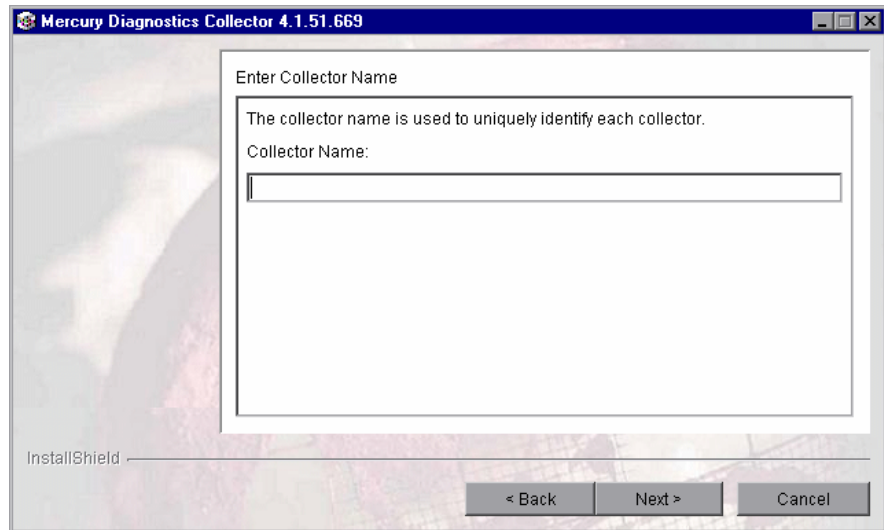 Mercury Diagnostics Collector 4.1.51.669
Enter Collector Name
The collector name is used to uniquely identify each collector.
Collector Name:
InstallShield
< Back
Next >
Cancel